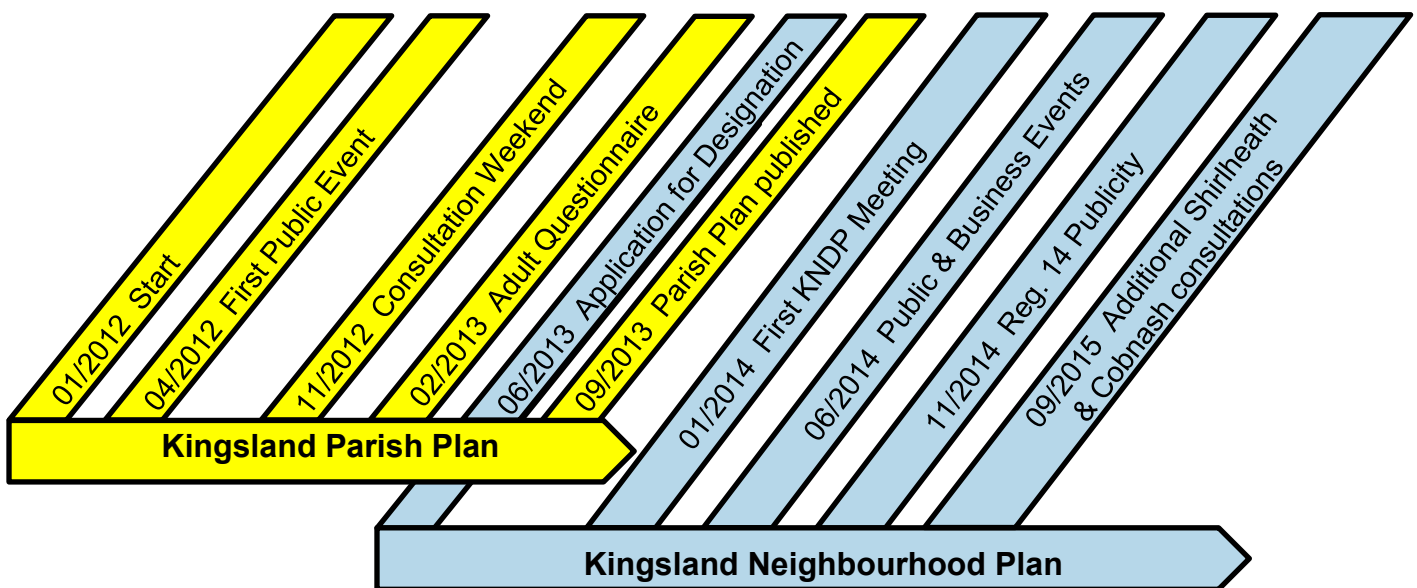 01/2012 Start
04/2012 First Public Event
11/2012 Consultation Weekend
02/2013 Adult Questionnaire
06/2013 Application for Designation
09/2013 Parish Plan published
01/2014 First KNDP Meeting
06/2014 Public & Business Events
11/2014 Reg. 14 Publicity
09/2015 Additional Shirlheath
& Cobnash consultations
Kingsland Parish Plan
Kingsland Neighbourhood Plan